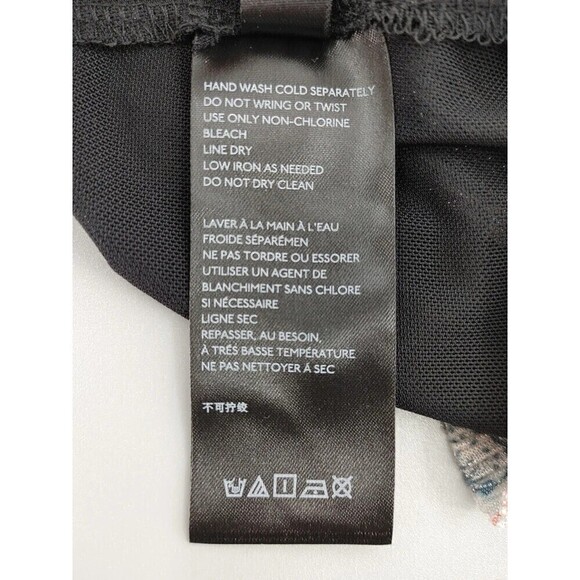 HAND WASH COLD SEPARATELY
DO NOT WRING OR TWIST
USE ONLY NON-CHLORINE
BLEACH
LINE DRY
LOW IRON AS NEEDED
DO NOT DRY CLEAN
LAVER À LA MAIN À L'EAU
FROIDE SÉPARÉMEN
NE PAS TORDRE OU ESSORER
UTILISER UN AGENT DE
BLANCHIMENT SANS CHLORE
SI NÉCESSAIRE
LIGNE SEC
REPASSER, AU BESOIN,
À TRÉS BASSE TEMPÉRATURE
NE PAS NETTOYER À SEC
不可拧绞